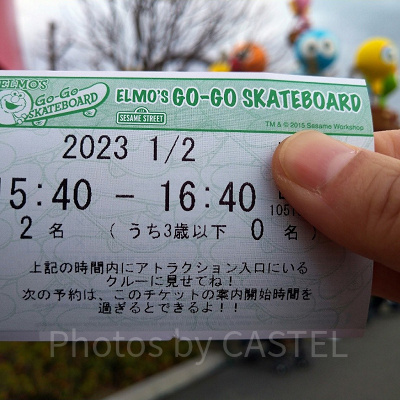 ELMO'S
GO-GO
SKATEBOARD
ELMO'S GO-GO SKATEBOARD
SESAME STREET
TM & © 2015 Sesame Workshop
2023 1/2
15:40 - 16:40
2 名 ( うち3歳以下 0 名 )
上記の時間内にアトラクション入口にいる
クルーに見せてね!
次の予約は、このチケットの案内開始時間を
過ぎるとできるよ!!
Photos by CASTEL